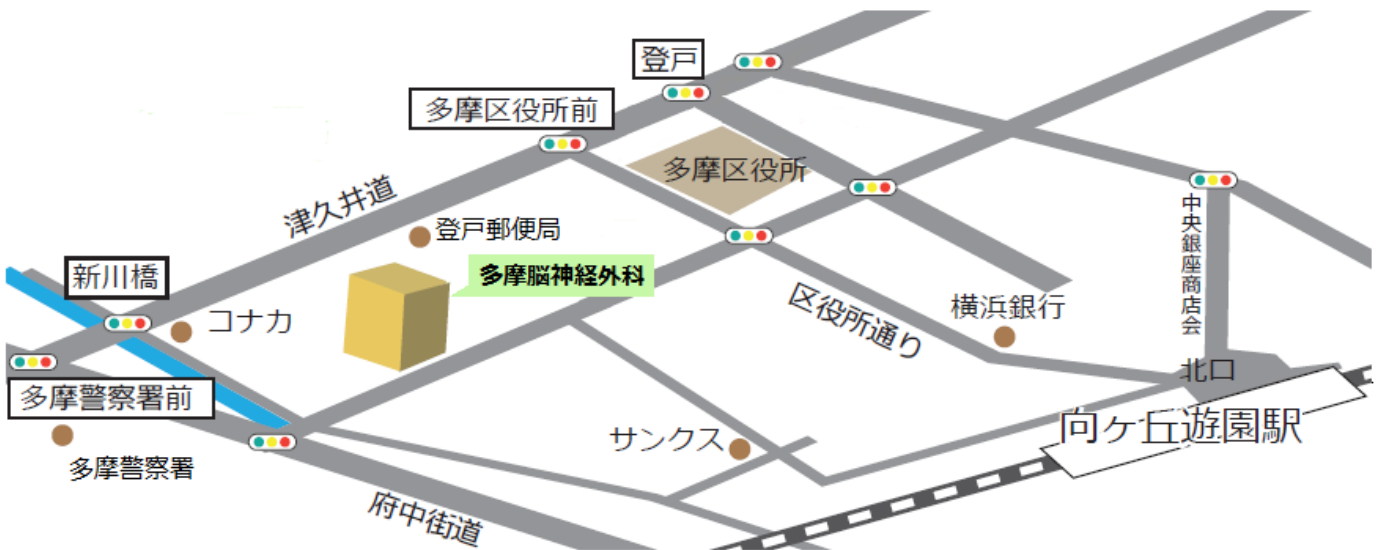 登戸
多摩区役所前
多摩区役所
津久井道
登戸郵便局
中央銀座商店会
新川橋
多摩脳神経外科
コナカ
区役所通り
横浜銀行
北口
多摩警察署前
向ヶ丘遊園駅
サンクス
多摩警察署
府中街道